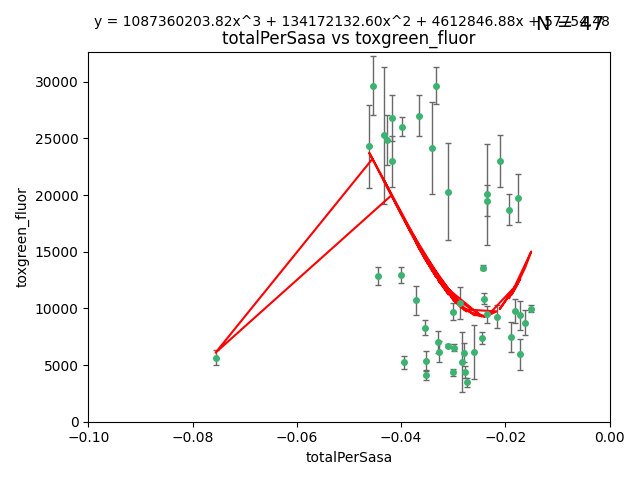 y = 1087360203.82x^3 + 134172132.60x^2 + 4612846.88x + 57754.48
N = 47
totalPerSasa vs toxgreen_fluor
30000
25000
20000
15000
10000
5000
0
toxgreen_fluor
−0.10 −0.08 −0.06 −0.04 −0.02 0.00
totalPerSasa